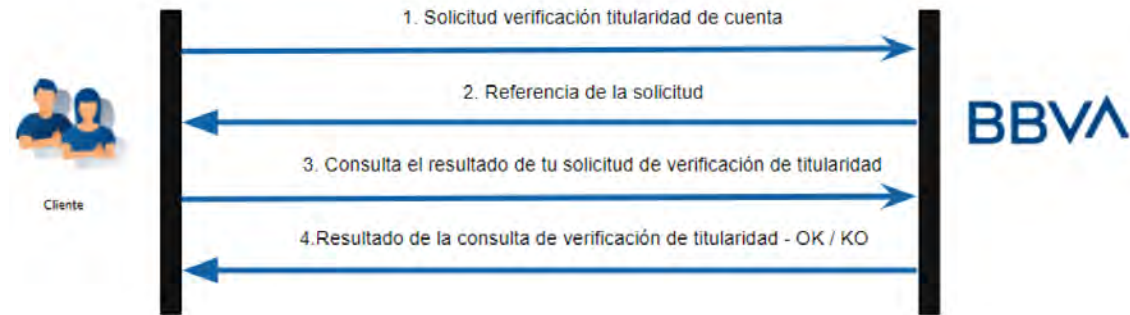 1. Solicitud verificación titularidad de cuenta
2. Referencia de la solicitud
BBVA
3. Consulta el resultado de tu solicitud de verificación de titularidad
Cliente
4.Resultado de la consulta de verificación de titularidad - OK / KO